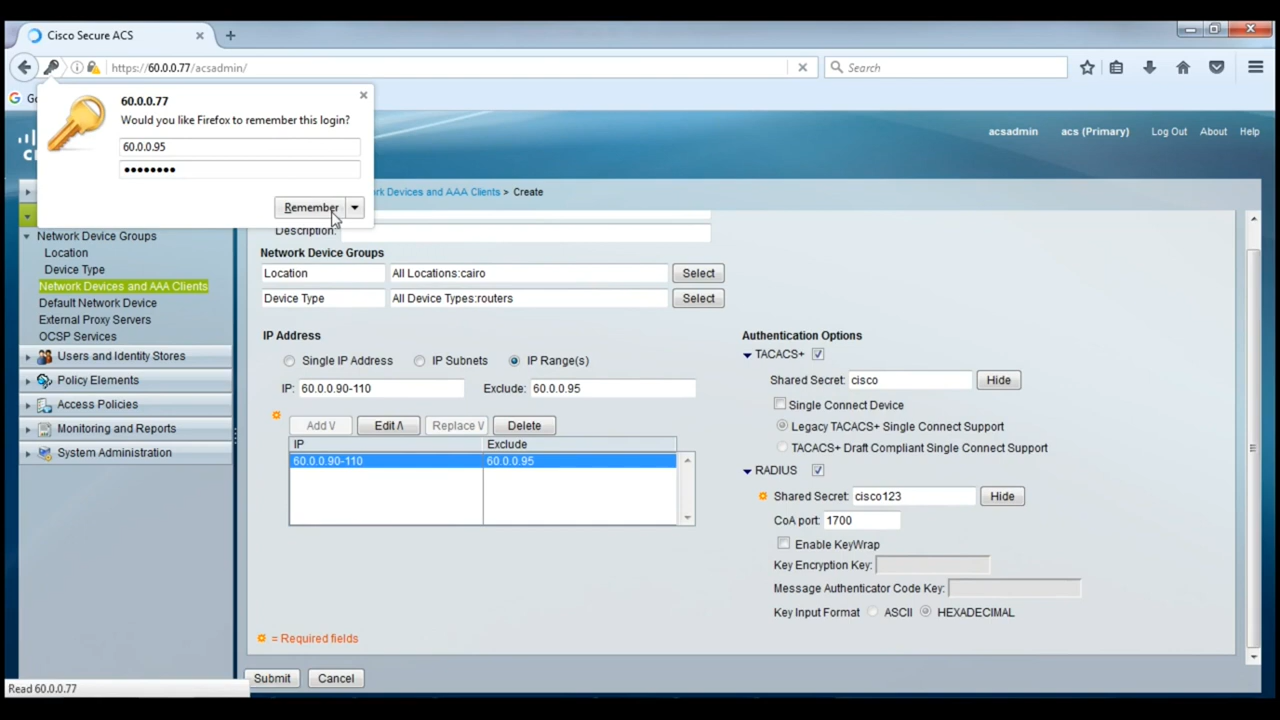 Cisco Secure ACS
https://60.0.0.77/acsadmin/
Search
60.0.0.77
Would you like Firefox to remember this login?
60.0.0.95
••••••••
Remember
acsadmin
acs (Primary)
Log Out
About
Help
Devices and AAA Clients > Create
Network Device Groups
Location
Device Type
Network Devices and AAA Clients
Default Network Device
External Proxy Servers
OCSP Services
Users and Identity Stores
Policy Elements
Access Policies
Monitoring and Reports
System Administration
Description:
Network Device Groups
Location All Locations:cairo Select
Device Type All Device Types:routers Select
IP Address
Single IP Address IP Subnets IP Range(s)
IP: 60.0.0.90-110 Exclude: 60.0.0.95
Add V Edit Λ Replace V Delete
IP Exclude
60.0.0.90-110 60.0.0.95
Authentication Options
TACACS+
Shared Secret: cisco Hide
Single Connect Device
Legacy TACACS+ Single Connect Support
TACACS+ Draft Compliant Single Connect Support
RADIUS
Shared Secret: cisco123 Hide
CoA port: 1700
Enable KeyWrap
Key Encryption Key:
Message Authenticator Code Key:
Key Input Format ASCII HEXADECIMAL
= Required fields
Submit Cancel
Read 60.0.0.77